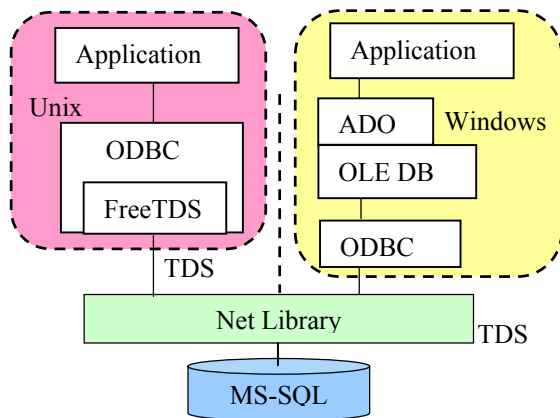 Application
Unix
ODBC
FreeTDS
TDS
Application
ADO
Windows
OLE DB
ODBC
Net Library
TDS
MS-SQL